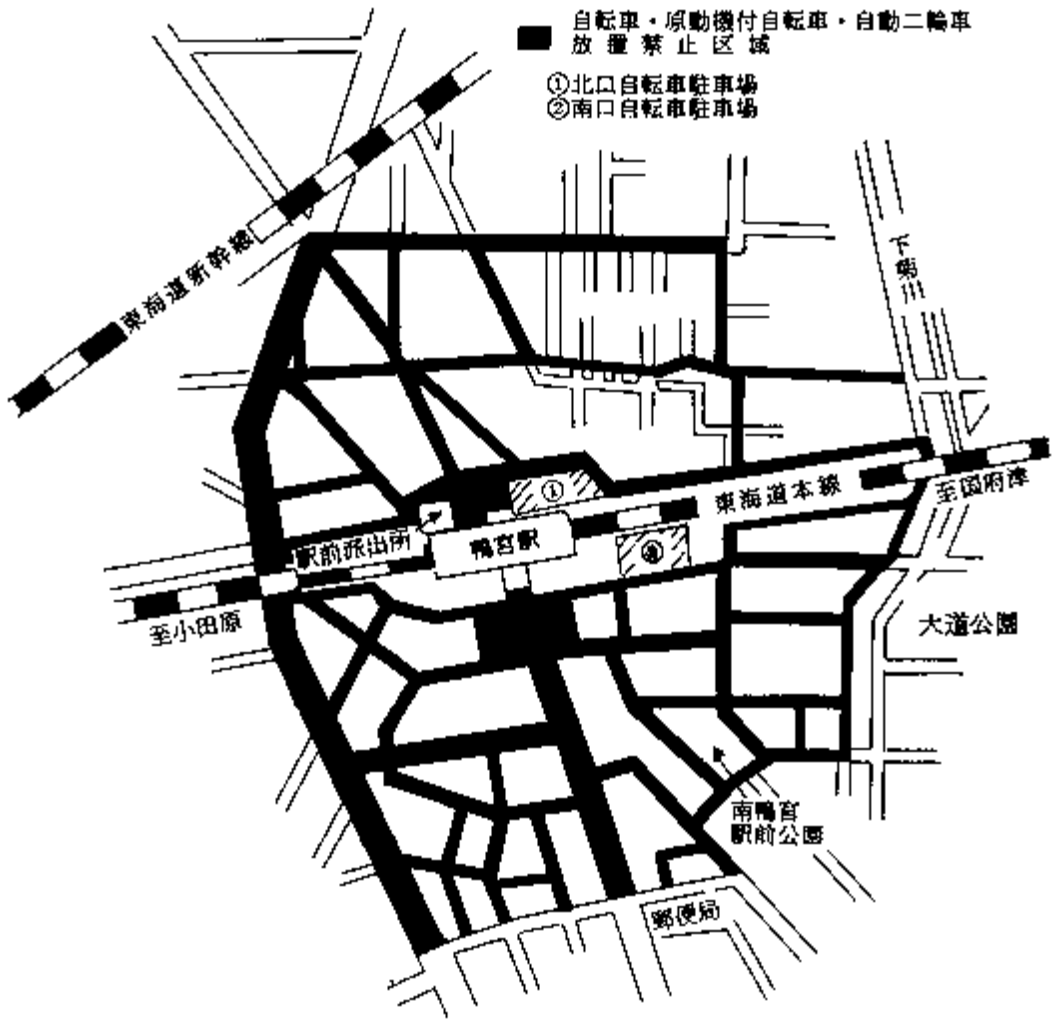 自転車・原動機付自転車・自動二輪車
放置禁止区域
①北口自転車駐車場
②南口自転車駐車場
東海道新幹線
下菊川
①
東海道本線
至国府津
駅前派出所
鴨宮駅
②
至小田原
大道公園
南鴨宮
駅前公園
郵便局